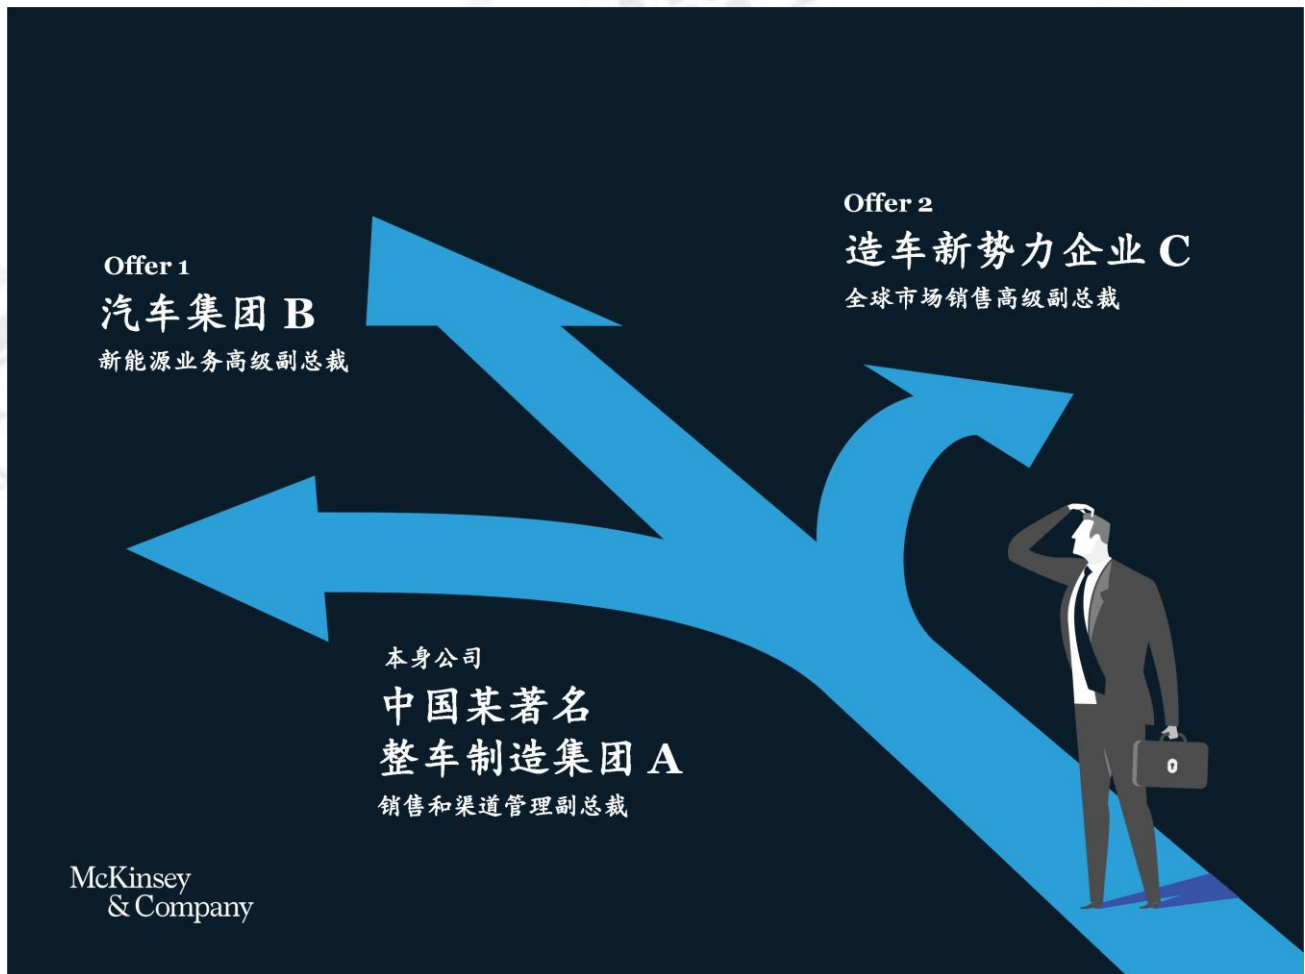 Offer 1
汽车集团 B
新能源业务高级副总裁
Offer 2
造车新势力企业 C
全球市场销售高级副总裁
本身公司
中国某著名
整车制造集团 A
销售和渠道管理副总裁
McKinsey
& Company